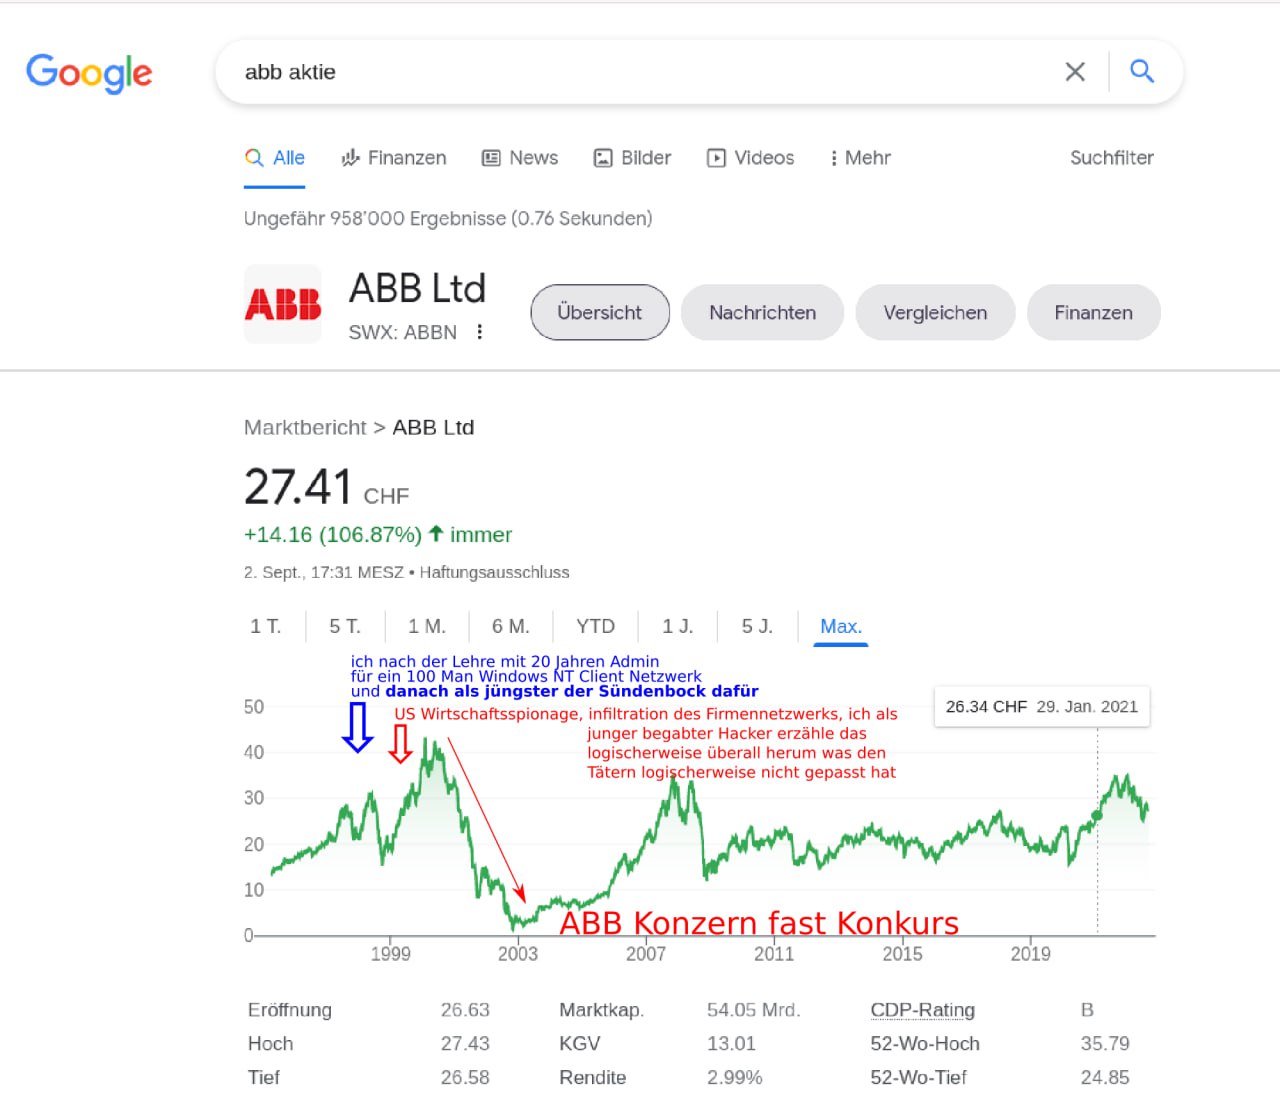 Google
abb aktie
Alle Finanzen News Bilder Videos Mehr Suchfilter
Ungefähr 958’000 Ergebnisse (0.76 Sekunden)
ABB
ABB Ltd
SWX: ABBN
Übersicht Nachrichten Vergleichen Finanzen
Marktbericht > ABB Ltd
27.41 CHF
+14.16 (106.87%) immer
2. Sept., 17:31 MESZ • Haftungsausschluss
1 T. 5 T. 1 M. 6 M. YTD 1 J. 5 J. Max.
ich nach der Lehre mit 20 Jahren Admin
für ein 100 Man Windows NT Client Netzwerk
und danach als jüngster der Sündenbock dafür
US Wirtschaftsspionage, infiltration des Firmennetzwerks, ich als
junger begabter Hacker erzähle das
logischerweise überall herum was den
Tätern logischerweise nicht gepasst hat
26.34 CHF 29. Jan. 2021
50
40
30
20
10
0
ABB Konzern fast Konkurs
1999 2003 2007 2011 2015 2019
Eröffnung 26.63 Marktkap. 54.05 Mrd. CDP-Rating B
Hoch 27.43 KGV 13.01 52-Wo-Hoch 35.79
Tief 26.58 Rendite 2.99% 52-Wo-Tief 24.85